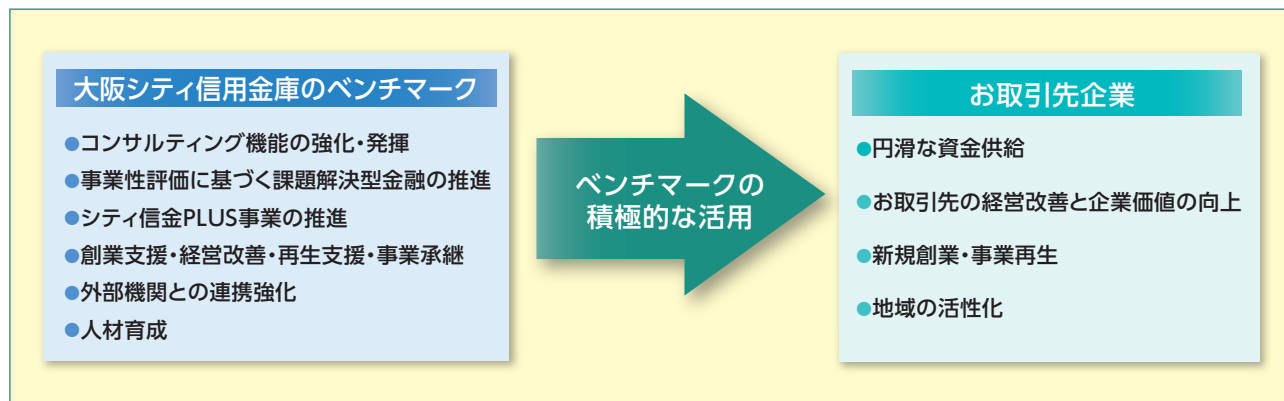 大阪シティ信用金庫のベンチマーク
●コンサルティング機能の強化・発揮
●事業性評価に基づく課題解決型金融の推進
●シティ信金PLUS事業の推進
●創業支援・経営改善・再生支援・事業承継
●外部機関との連携強化
●人材育成
ベンチマークの
積極的な活用
お取引先企業
●円滑な資金供給
●お取引先の経営改善と企業価値の向上
●新規創業・事業再生
●地域の活性化